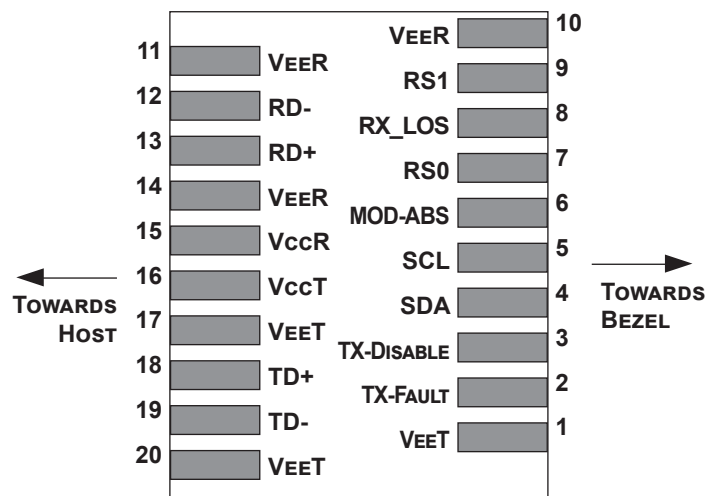 VEER 10
11 VEER
RS1 9
12 RD-
RX_LOS 8
13 RD+
RS0 7
14 VEER
MOD-ABS 6
15 VCCR
SCL 5
16 VCCT
TOWARDS
HOST
TOWARDS
BEZEL
SDA 4
17 VEET
TX-DISABLE 3
18 TD+
TX-FAULT 2
19 TD-
VEET 1
20 VEET